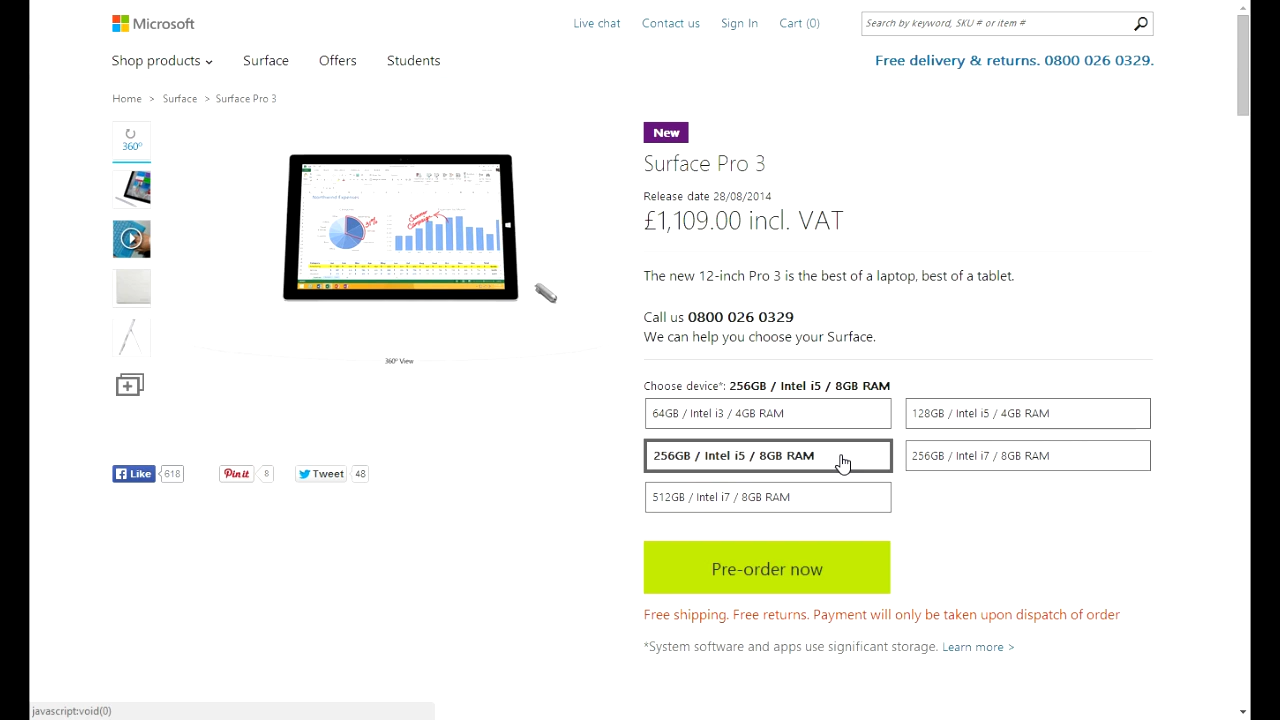 Microsoft
Live chat
Contact us
Sign In
Cart (0)
Search by keyword, SKU # or item #
Shop products
Surface
Offers
Students
Free delivery & returns. 0800 026 0329.
Home > Surface > Surface Pro 3
360°
New
Surface Pro 3
Release date 28/08/2014
£1,109.00 incl. VAT
The new 12-inch Pro 3 is the best of a laptop, best of a tablet.
Call us 0800 026 0329
We can help you choose your Surface.
360° View
Choose device*: 256GB / Intel i5 / 8GB RAM
64GB / Intel i3 / 4GB RAM
128GB / Intel i5 / 4GB RAM
256GB / Intel i5 / 8GB RAM
256GB / Intel i7 / 8GB RAM
512GB / Intel i7 / 8GB RAM
Like 618
Pin it 8
Tweet 48
Pre-order now
Free shipping. Free returns. Payment will only be taken upon dispatch of order
*System software and apps use significant storage. Learn more >
javascript:void(0)